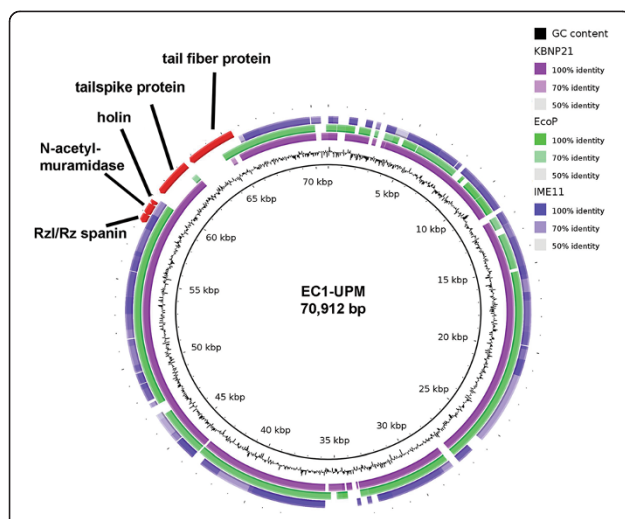 tail fiber protein
tailspike protein
holin
N-acetyl-
muramidase
RzI/Rz spanin
GC content
KBNP21
100% identity
70% identity
50% identity
EcoP
100% identity
70% identity
50% identity
IME11
100% identity
70% identity
50% identity
EC1-UPM
70,912 bp
70 kbp
5 kbp
10 kbp
15 kbp
20 kbp
25 kbp
30 kbp
35 kbp
40 kbp
45 kbp
50 kbp
55 kbp
60 kbp
65 kbp